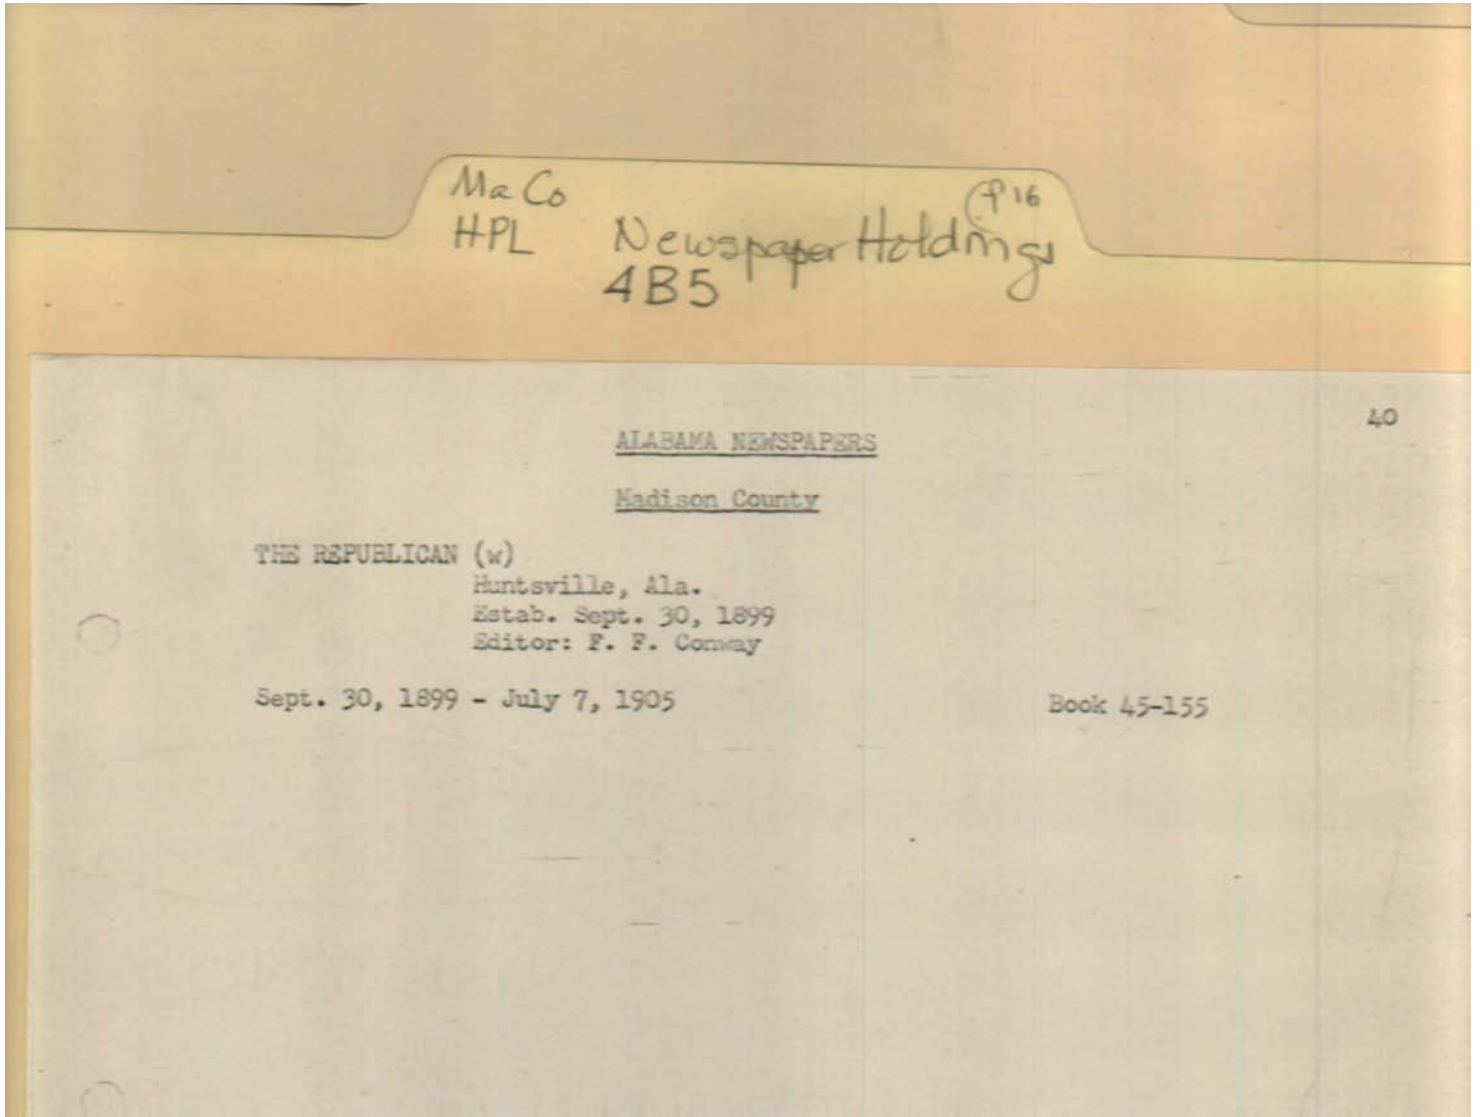 Ma Co
HPL Newspaper Holdings p16
4B5
40
ALABAMA NEWSPAPERS
Madison County
THE REPUBLICAN (w)
Huntsville, Ala.
Estab. Sept. 30, 1899
Editor: F. F. Conway
Sept. 30, 1899 - July 7, 1905 Book 45-155